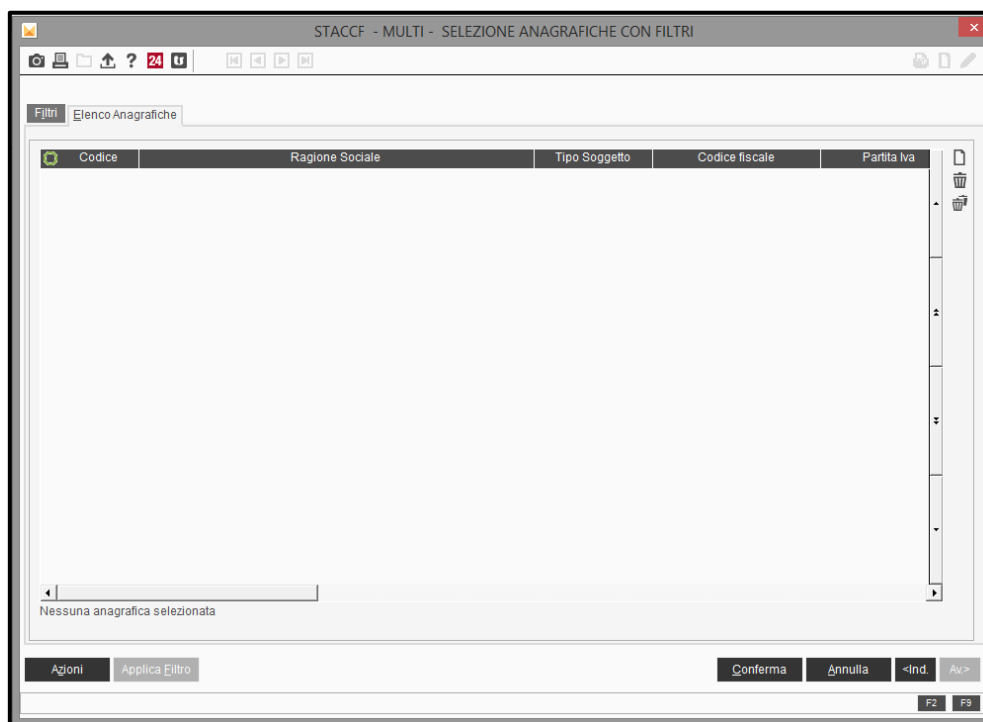 STACCF - MULTI - SELEZIONE ANAGRAFICHE CON FILTRI
? 24 u
Filtri Elenco Anagrafiche
Codice Ragione Sociale Tipo Soggetto Codice fiscale Partita Iva
Nessuna anagrafica selezionata
Azioni Applica Filtro Conferma Annulla <Ind. Av.>
F2 F9